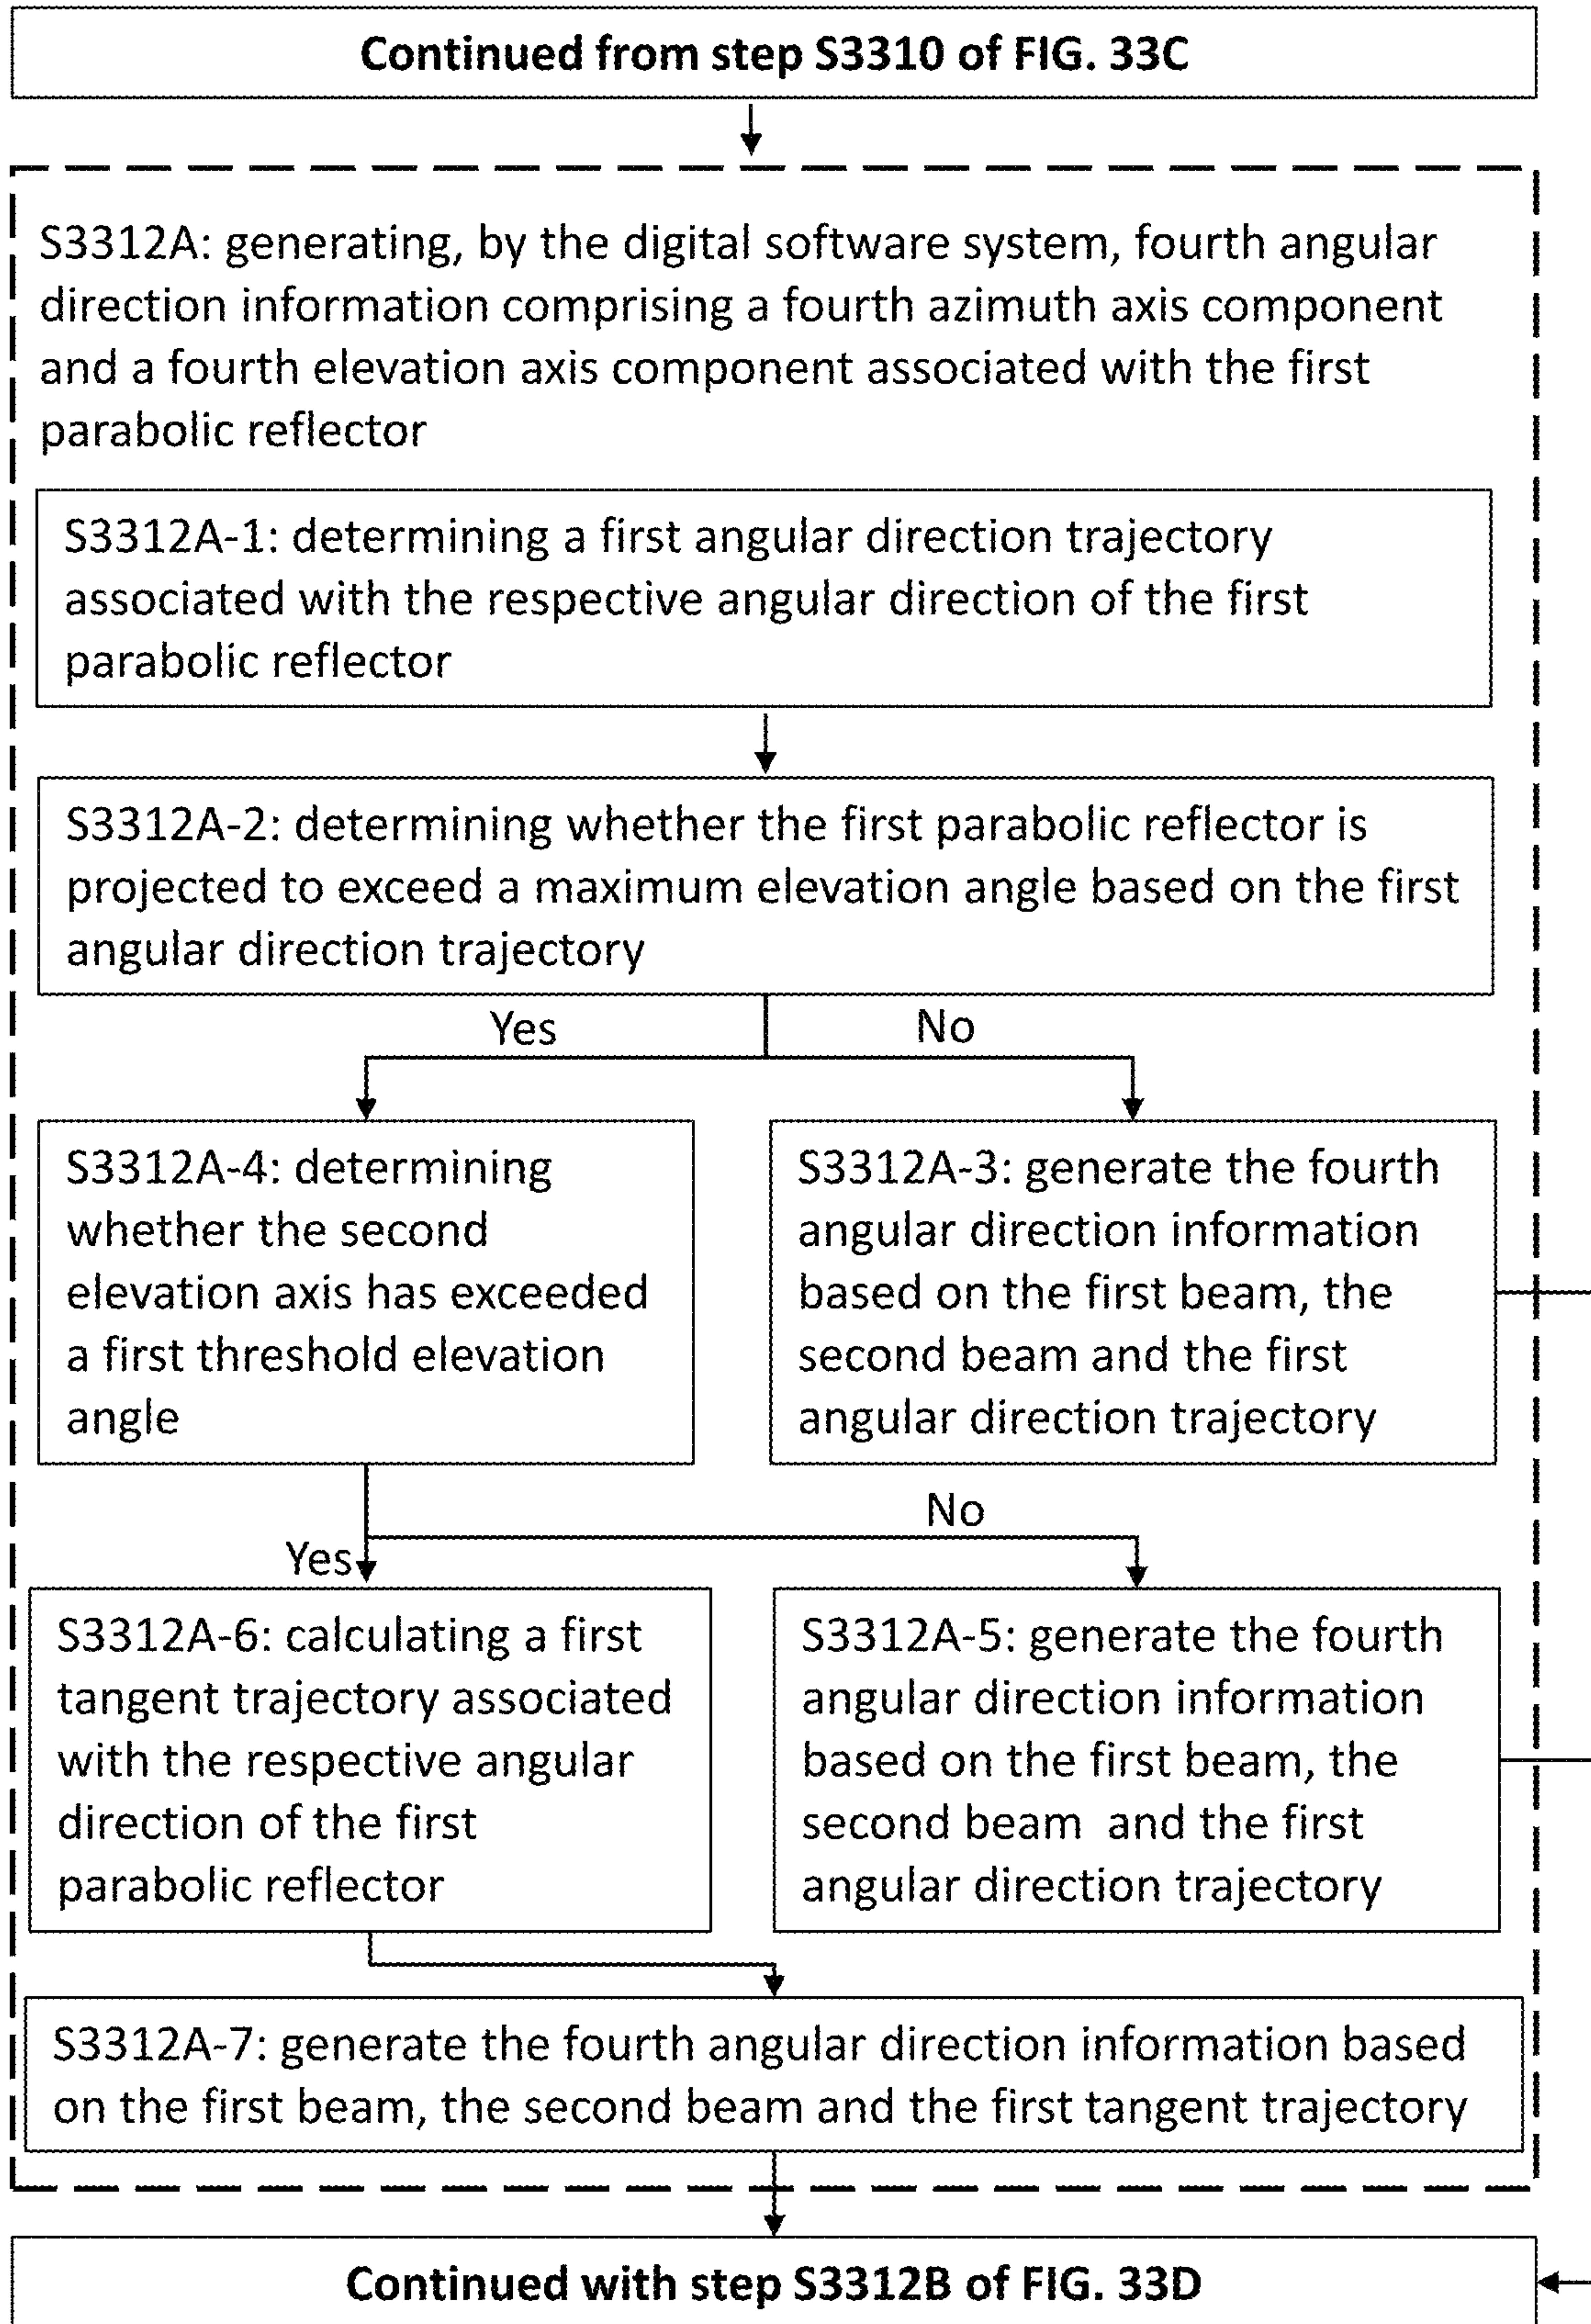 Continued from step S3310 of FIG. 33C
S3312A: generating, by the digital software system, fourth angular
direction information comprising a fourth azimuth axis component
and a fourth elevation axis component associated with the first
parabolic reflector
S3312A-1: determining a first angular direction trajectory
associated with the respective angular direction of the first
parabolic reflector
S3312A-2: determining whether the first parabolic reflector is
projected to exceed a maximum elevation angle based on the first
angular direction trajectory
Yes
No
S3312A-4: determining
whether the second
elevation axis has exceeded
a first threshold elevation
angle
S3312A-3: generate the fourth
angular direction information
based on the first beam, the
second beam and the first
angular direction trajectory
No
Yes
S3312A-6: calculating a first
tangent trajectory associated
with the respective angular
direction of the first
parabolic reflector
S3312A-5: generate the fourth
angular direction information
based on the first beam, the
second beam and the first
angular direction trajectory
S3312A-7: generate the fourth angular direction information based
on the first beam, the second beam and the first tangent trajectory
Continued with step S3312B of FIG. 33D